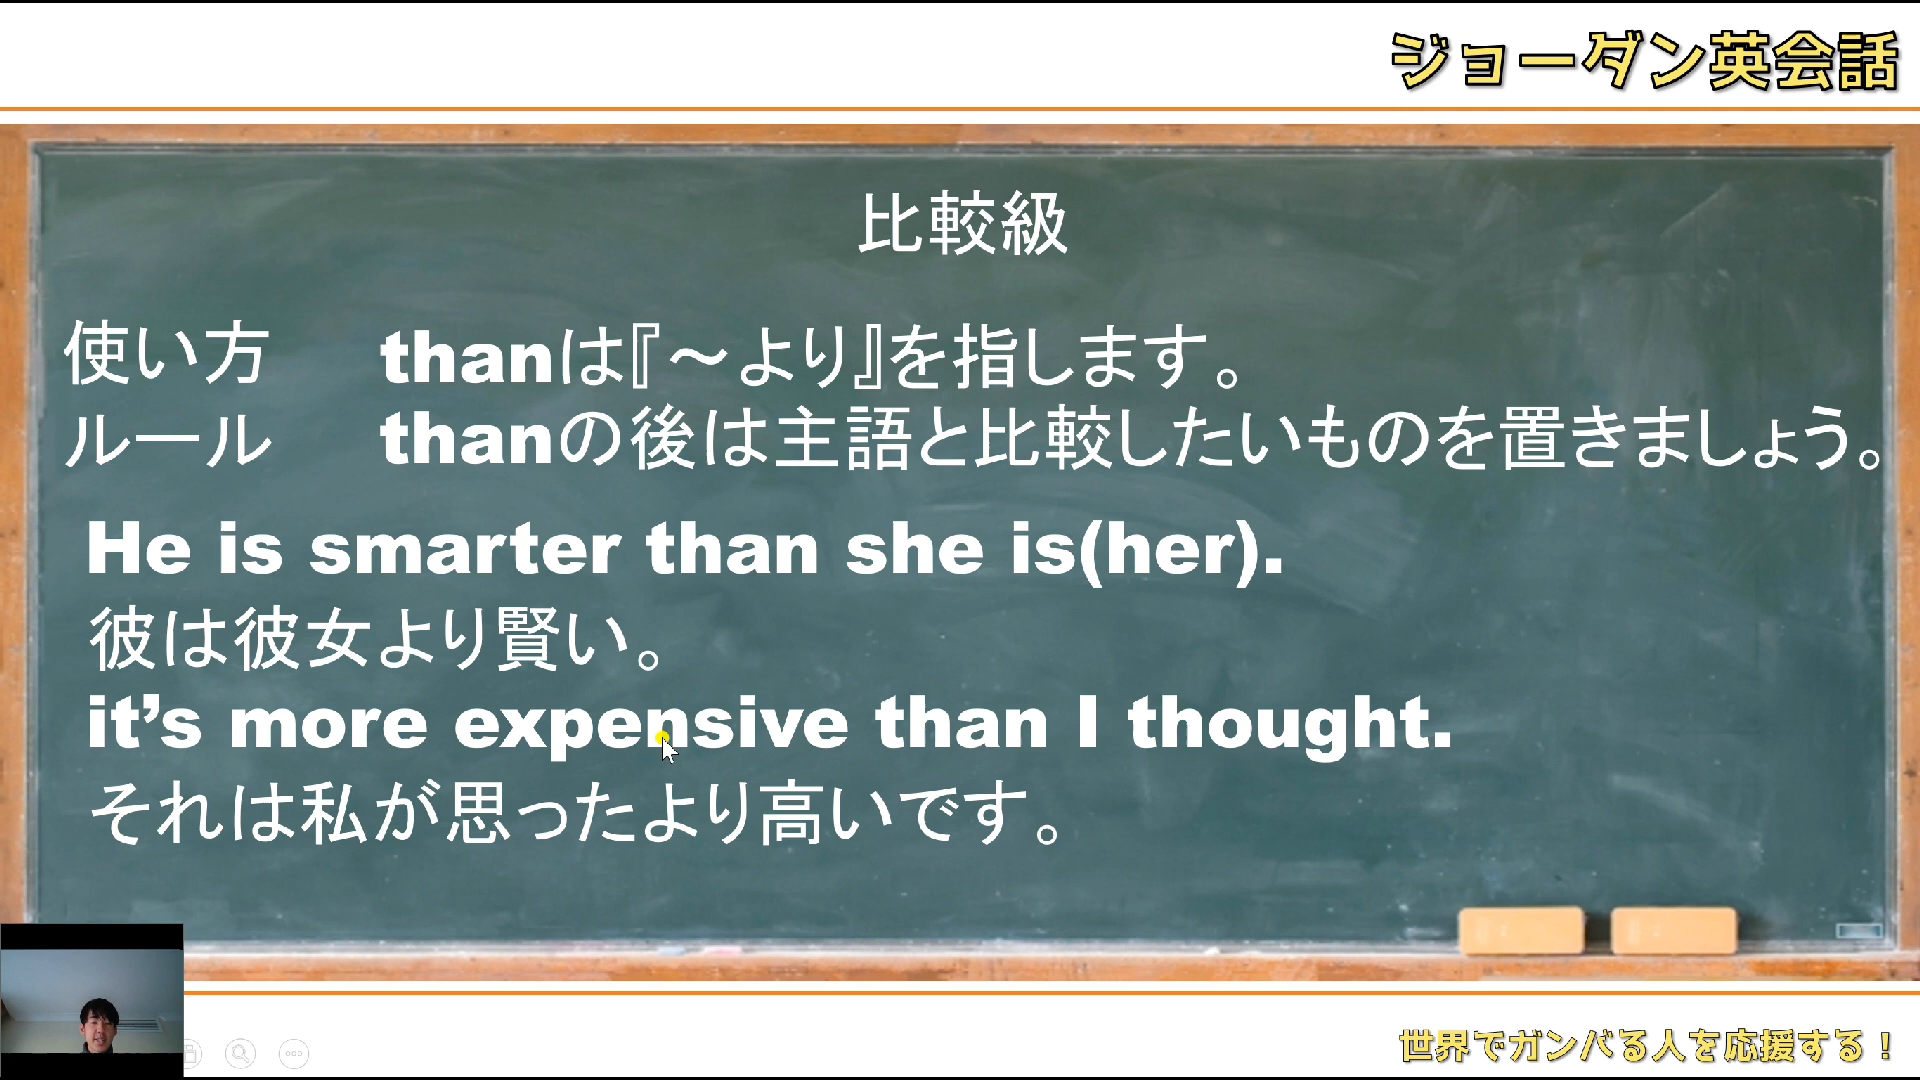 ジョーダン英会話
比較級
使い方 thanは『～より』を指します。
ルール thanの後は主語と比較したいものを置きましょう。
He is smarter than she is(her).
彼は彼女より賢い。
it’s more expensive than I thought.
それは私が思ったより高いです。
世界でガンバる人を応援する！